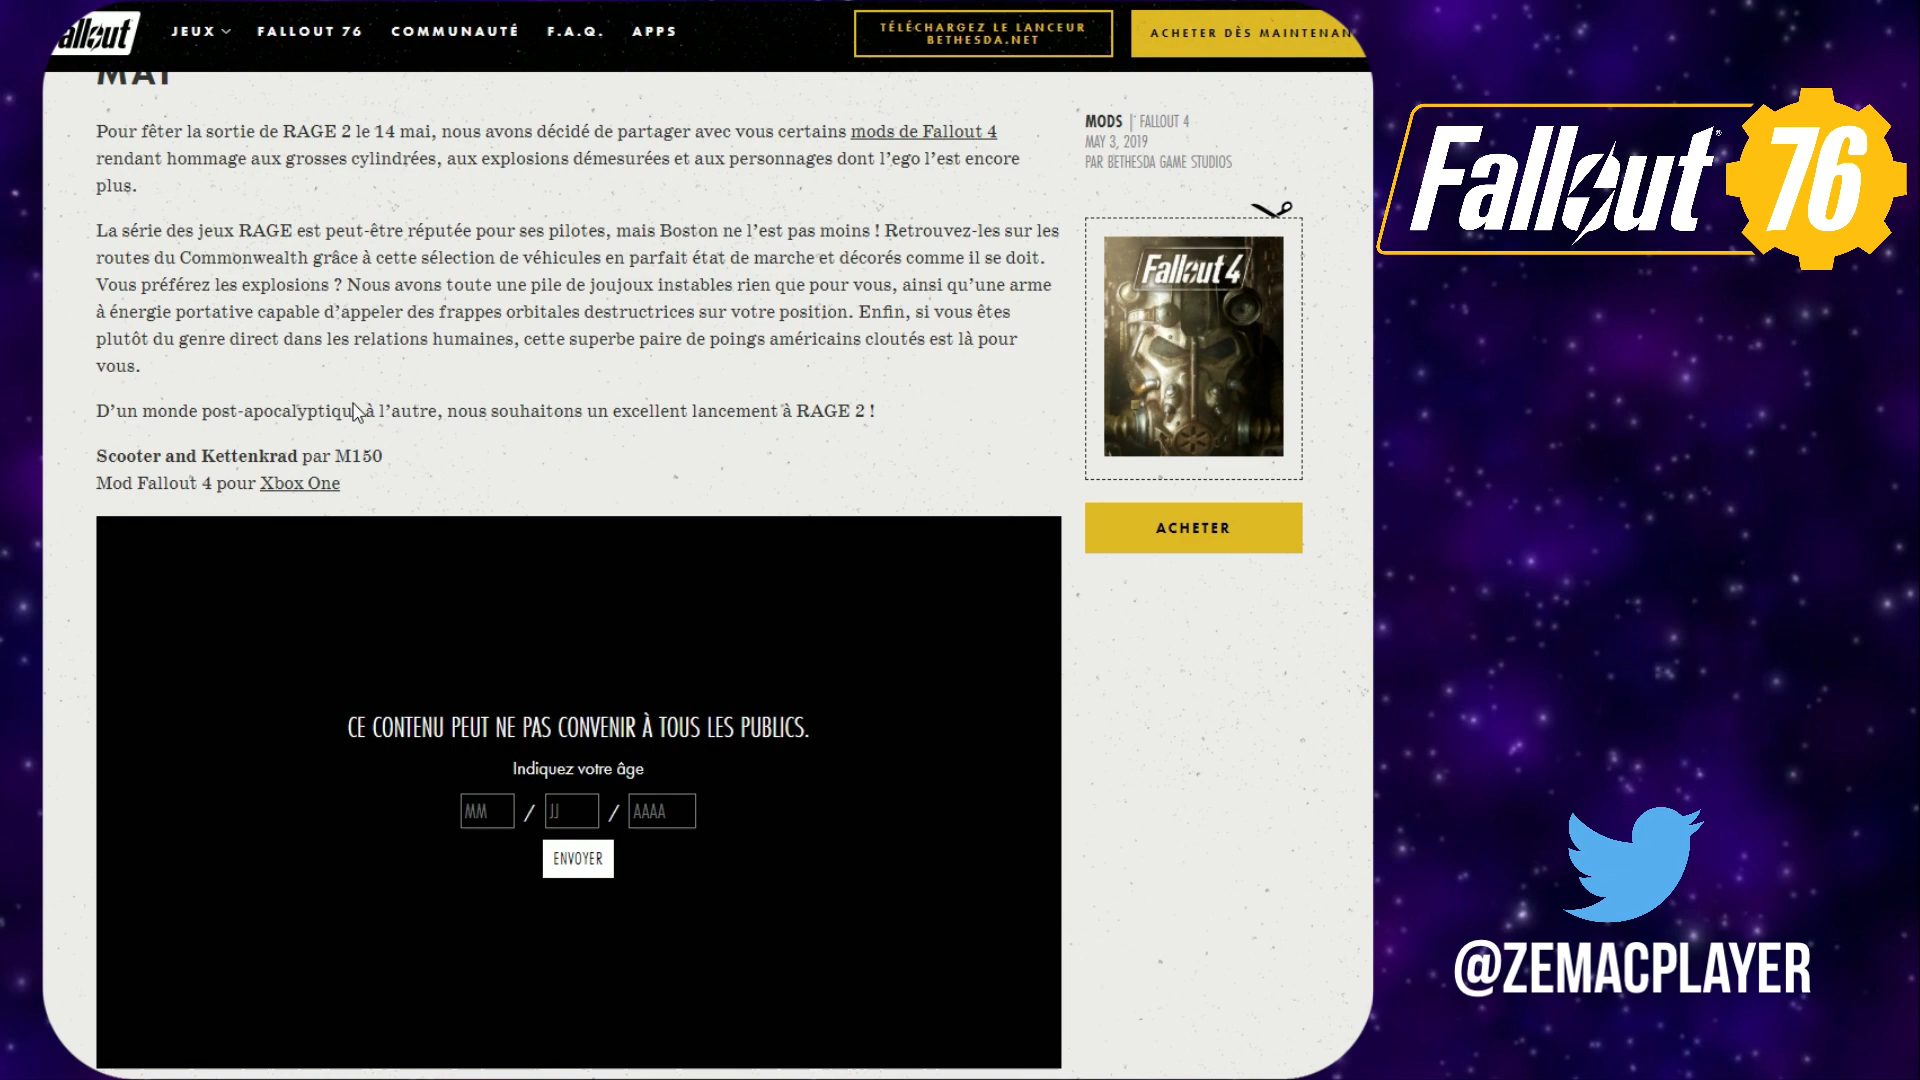 Fallout
JEUX
FALLOUT 76
COMMUNAUTÉ
F.A.Q.
APPS
TÉLÉCHARGEZ LE LANCEUR
BETHESDA.NET
ACHETER DÈS MAINTENAN
MAI
Pour fêter la sortie de RAGE 2 le 14 mai, nous avons décidé de partager avec vous certains mods de Fallout 4
rendant hommage aux grosses cylindrées, aux explosions démesurées et aux personnages dont l’ego l’est encore
plus.
La série des jeux RAGE est peut-être réputée pour ses pilotes, mais Boston ne l’est pas moins ! Retrouvez-les sur les
routes du Commonwealth grâce à cette sélection de véhicules en parfait état de marche et décorés comme il se doit.
Vous préférez les explosions ? Nous avons toute une pile de joujoux instables rien que pour vous, ainsi qu’une arme
à énergie portative capable d’appeler des frappes orbitales destructrices sur votre position. Enfin, si vous êtes
plutôt du genre direct dans les relations humaines, cette superbe paire de poings américains cloutés est là pour
vous.
D’un monde post-apocalyptique à l’autre, nous souhaitons un excellent lancement à RAGE 2 !
Scooter and Kettenkrad par M150
Mod Fallout 4 pour Xbox One
CE CONTENU PEUT NE PAS CONVENIR À TOUS LES PUBLICS.
Indiquez votre âge
MM / JJ / AAAA
ENVOYER
MODS | FALLOUT 4
MAY 3, 2019
PAR BETHESDA GAME STUDIOS
Fallout 4
ACHETER
Fallout 76
@ZEMACPLAYER